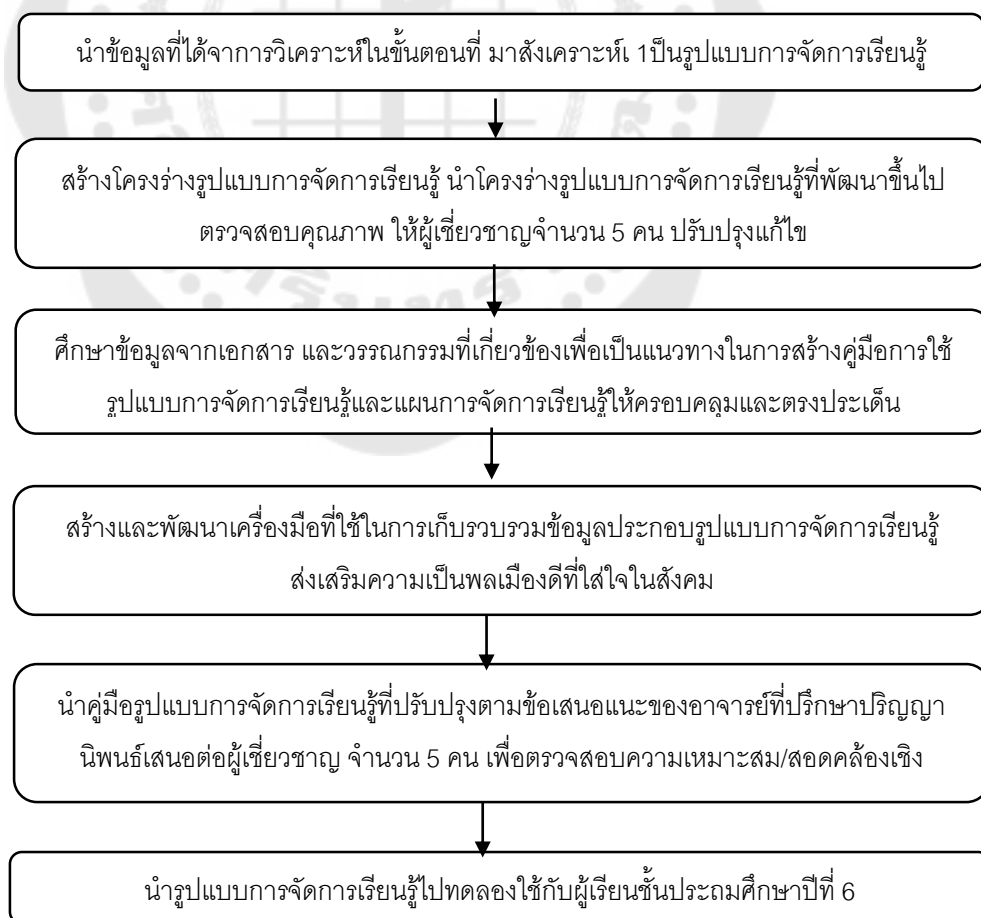 นำข้อมูลที่ได้จาการวิเคราะห์ในขั้นตอนที่ มาสังเคราะห์เ 1ป็นรูปแบบการจัดการเรียนรู้
สร้างโครงร่างรูปแบบการจัดการเรียนรู้ นำโครงร่างรูปแบบการจัดการเรียนรู้ที่พัฒนาขึ้นไป
ตรวจสอบคุณภาพ ให้ผู้เชี่ยวชาญจำนวน 5 คน ปรับปรุงแก้ไข
ศึกษาข้อมูลจากเอกสาร และวรรณกรรมที่เกี่ยวข้องเพื่อเป็นแนวทางในการสร้างคู่มือการใช้
รูปแบบการจัดการเรียนรู้และแผนการจัดการเรียนรู้ให้ครอบคลุมและตรงประเด็น
สร้างและพัฒนาเครื่องมือที่ใช้ในการเก็บรวบรวมข้อมูลประกอบรูปแบบการจัดการเรียนรู้
ส่งเสริมความเป็นพลเมืองดีที่ใส่ใจในสังคม
นำคู่มือรูปแบบการจัดการเรียนรู้ที่ปรับปรุงตามข้อเสนอแนะของอาจารย์ที่ปรึกษาปริญญา
นิพนธ์เสนอต่อผู้เชี่ยวชาญ จำนวน 5 คน เพื่อตรวจสอบความเหมาะสม/สอดคล้องเชิง
นำรูปแบบการจัดการเรียนรู้ไปทดลองใช้กับผู้เรียนชั้นประถมศึกษาปีที่ 6